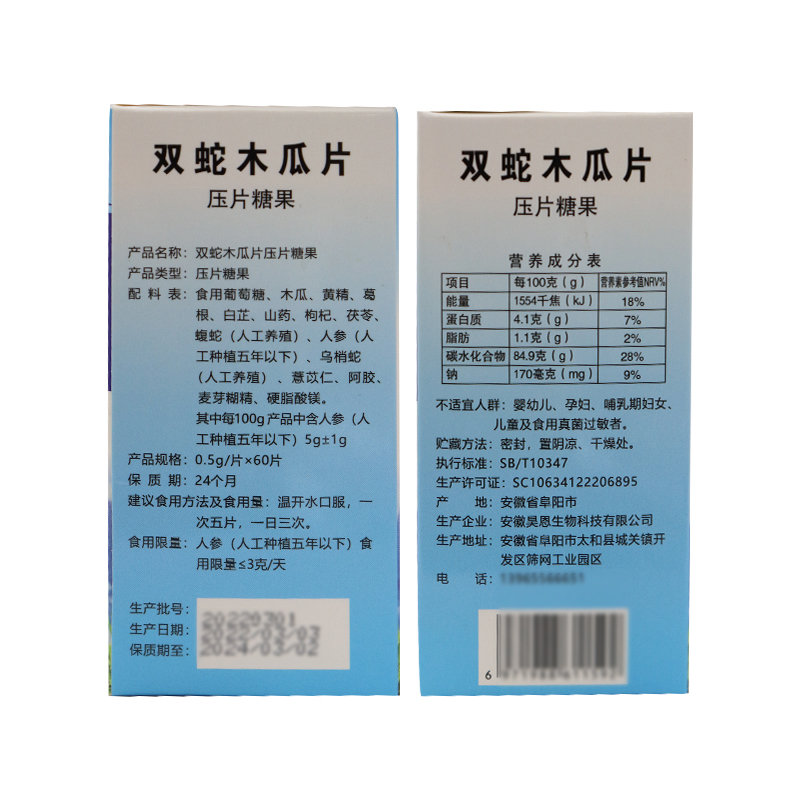 双蛇木瓜片
压片糖果
产品名称：双蛇木瓜片压片糖果
产品类型：压片糖果
配 料 表：食用葡萄糖、木瓜、黄精、葛
根、白芷、山药、枸杞、茯苓、
蝮蛇（人工养殖）、人参（人
工种植五年以下）、乌梢蛇
（人工养殖）、薏苡仁、阿胶、
麦芽糊精、硬脂酸镁。
其中每100g产品中含人参（人
工种植五年以下）5g±1g
产品规格：0.5g/片×60片
保 质 期：24个月
建议食用方法及食用量：温开水口服，一
次五片，一日三次。
食用限量：人参（人工种植五年以下）食
用限量≤3克/天
生产批号：20220301
生产日期：2022/03/03
保质期至：2024/03/02
双蛇木瓜片
压片糖果
营养成分表
项目 每100克（g） 营养素参考值NRV%
能量 1554千焦（kJ） 18%
蛋白质 4.1克（g） 7%
脂肪 1.1克（g） 2%
碳水化合物 84.9克（g） 28%
钠 170毫克（mg） 9%
不适宜人群：婴幼儿、孕妇、哺乳期妇女、
儿童及食用真菌过敏者。
贮藏方法：密封，置阴凉、干燥处。
执行标准：SB/T10347
生产许可证：SC10634122206895
产 地：安徽省阜阳市
生产企业：安徽昊恩生物科技有限公司
生产地址：安徽省阜阳市太和县城关镇开
发区筛网工业园区
电 话：
6